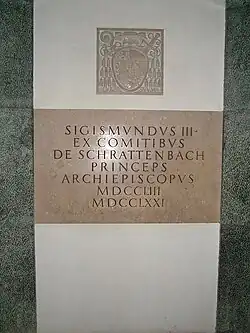 SIGISMVNDVS III·
EX COMITIBVS
DE SCHRATTENBACH
PRINCEPS
ARCHIEPISCOPVS
MDCCLIII
MDCCLXXI